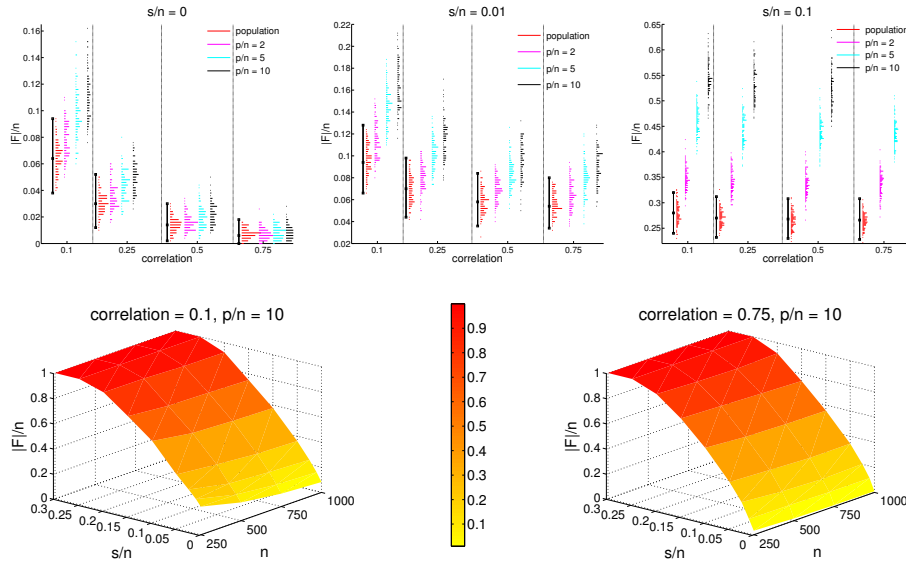 s/n = 0
|F|/n
0.16
0.14
0.12
0.1
0.08
0.06
0.04
0.02
0
population
p/n = 2
p/n = 5
p/n = 10
0.1 0.25 0.5 0.75
correlation
s/n = 0.01
|F|/n
0.22
0.2
0.18
0.16
0.14
0.12
0.1
0.08
0.06
0.04
0.02
population
p/n = 2
p/n = 5
p/n = 10
0.1 0.25 0.5 0.75
correlation
s/n = 0.1
|F|/n
0.65
0.55
0.45
0.35
0.25
population
p/n = 2
p/n = 5
p/n = 10
0.1 0.25 0.5 0.75
correlation
correlation = 0.1, p/n = 10
|F|/n
1
0.8
0.6
0.4
0.2
0
0.3 0.25 0.2 0.15 0.1 0.05 0
s/n
250 500 750 1000
n
0.9
0.8
0.7
0.6
0.5
0.4
0.3
0.2
0.1
correlation = 0.75, p/n = 10
|F|/n
1
0.8
0.6
0.4
0.2
0
0.3 0.25 0.2 0.15 0.1 0.05 0
s/n
250 500 750 1000
n